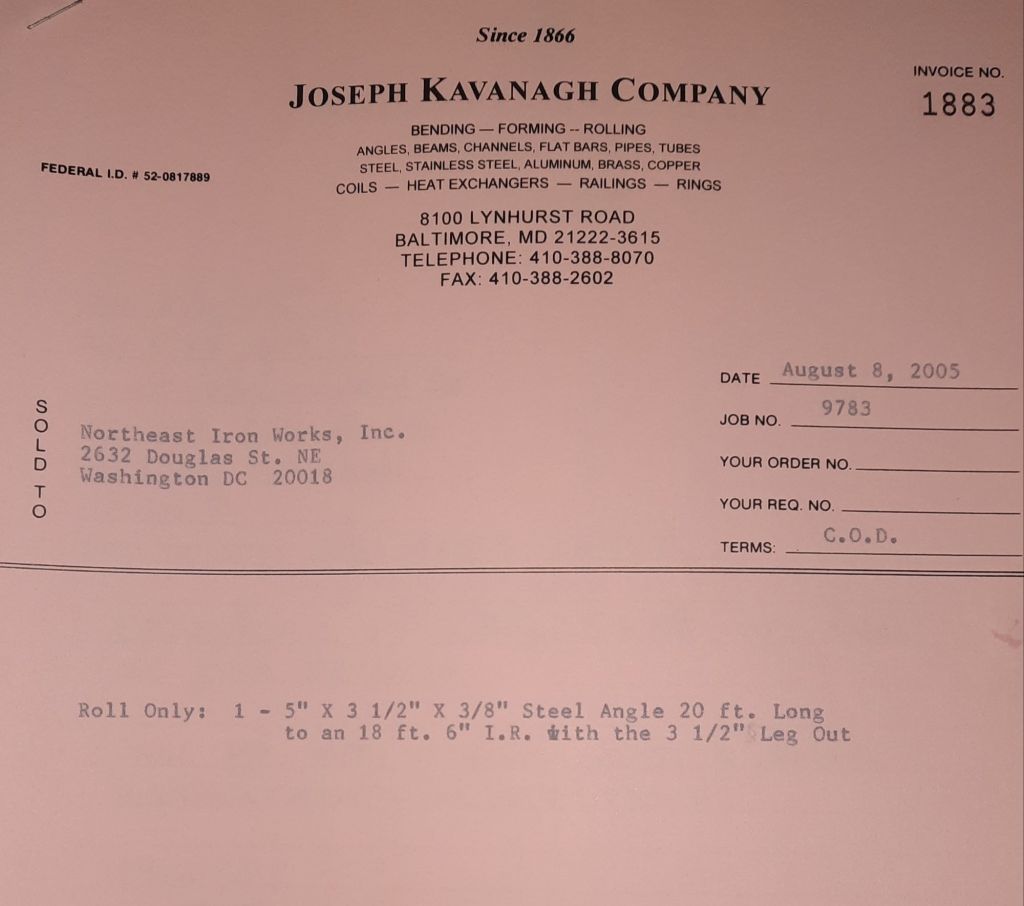 Since 1866
JOSEPH KAVANAGH COMPANY
INVOICE NO.
1883
BENDING — FORMING -- ROLLING
ANGLES, BEAMS, CHANNELS, FLAT BARS, PIPES, TUBES
STEEL, STAINLESS STEEL, ALUMINUM, BRASS, COPPER
COILS — HEAT EXCHANGERS — RAILINGS — RINGS
FEDERAL I.D. # 52-0817889
8100 LYNHURST ROAD
BALTIMORE, MD 21222-3615
TELEPHONE: 410-388-8070
FAX: 410-388-2602
DATE August 8, 2005
JOB NO. 9783
YOUR ORDER NO.
YOUR REQ. NO.
TERMS: C.O.D.
SOLD TO
Northeast Iron Works, Inc.
2632 Douglas St. NE
Washington DC 20018
Roll Only: 1 - 5" X 3 1/2" X 3/8" Steel Angle 20 ft. Long
to an 18 ft. 6" I.R. with the 3 1/2" Leg Out